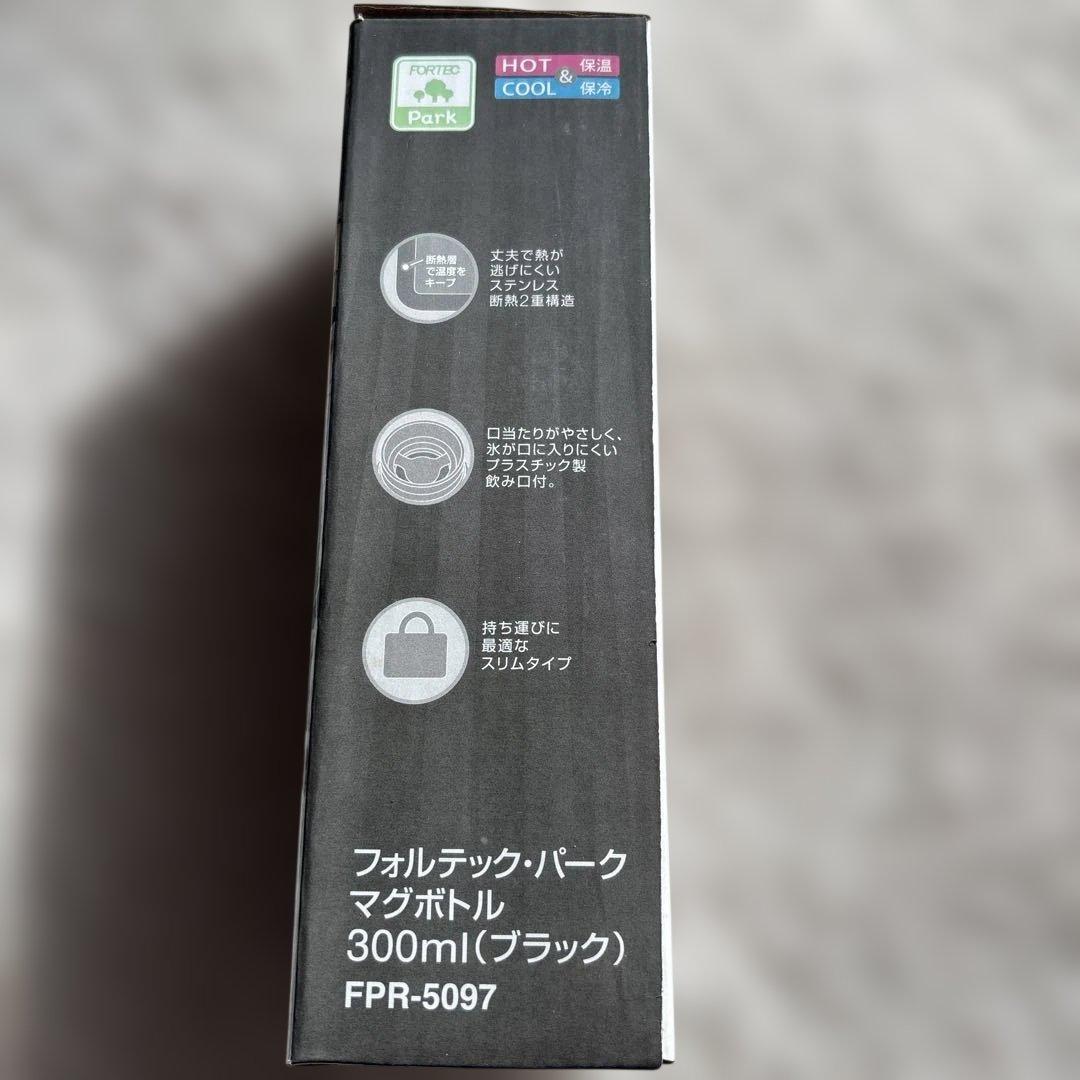 FORTEC
Park
HOT & 保温
COOL 保冷
断熱層
で温度を
キープ
丈夫で熱が
逃げにくい
ステンレス
断熱2重構造
口当たりがやさしく、
氷が口に入りにくい
プラスチック製
飲み口付。
持ち運びに
最適な
スリムタイプ
フォルテック・パーク
マグボトル
300ml(ブラック)
FPR-5097